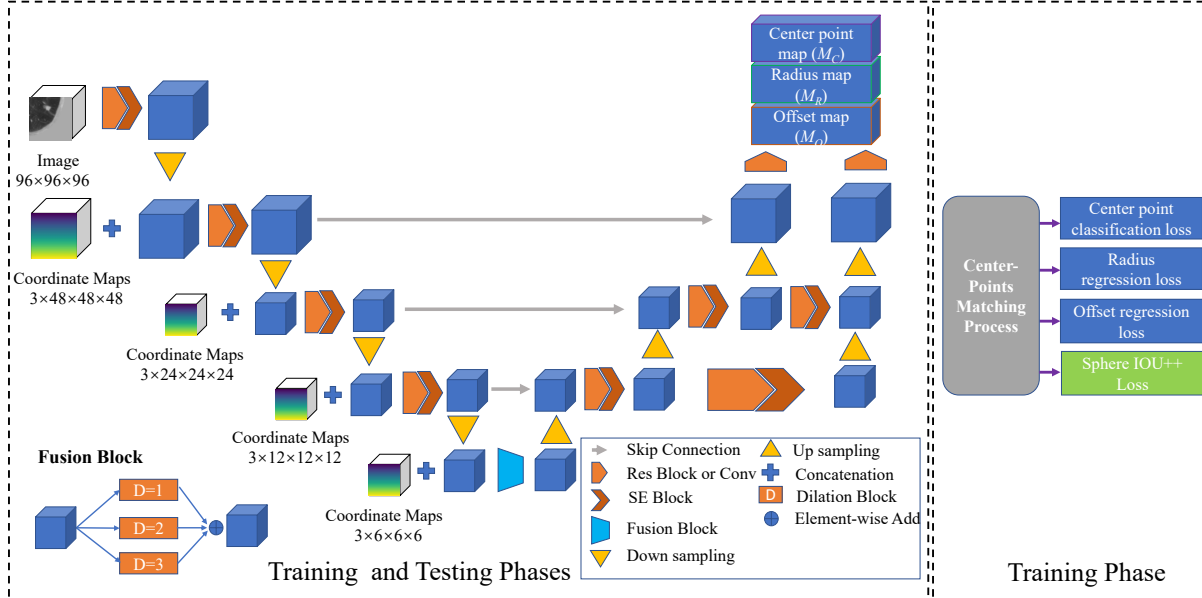 Center point
map (M_C)
Radius map
(M_R)
Offset map
(M_O)
Image
96×96×96
Coordinate Maps
3×48×48×48
Coordinate Maps
3×24×24×24
Coordinate Maps
3×12×12×12
Coordinate Maps
3×6×6×6
Fusion Block
D=1
D=2
D=3
Skip Connection
Res Block or Conv
SE Block
Fusion Block
Down sampling
Up sampling
Concatenation
D
Dilation Block
Element-wise Add
Training and Testing Phases
Center-
Points
Matching
Process
Center point
classification loss
Radius
regression loss
Offset regression
loss
Sphere IOU++
Loss
Training Phase